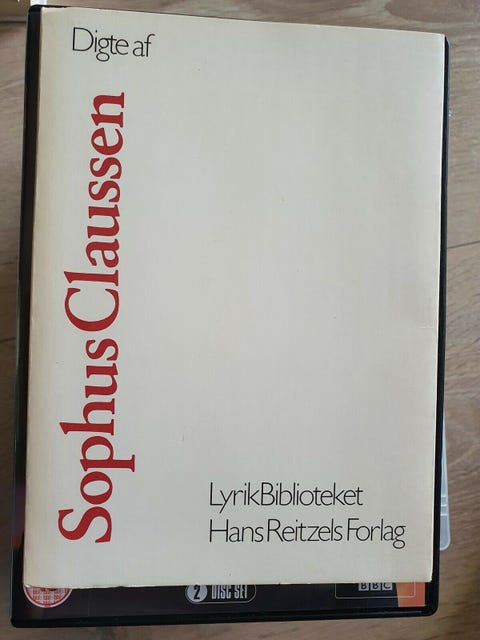 Digte af
Sophus Claussen
LyrikBiblioteket
Hans Reitzels Forlag
2 DISC SET
BBC